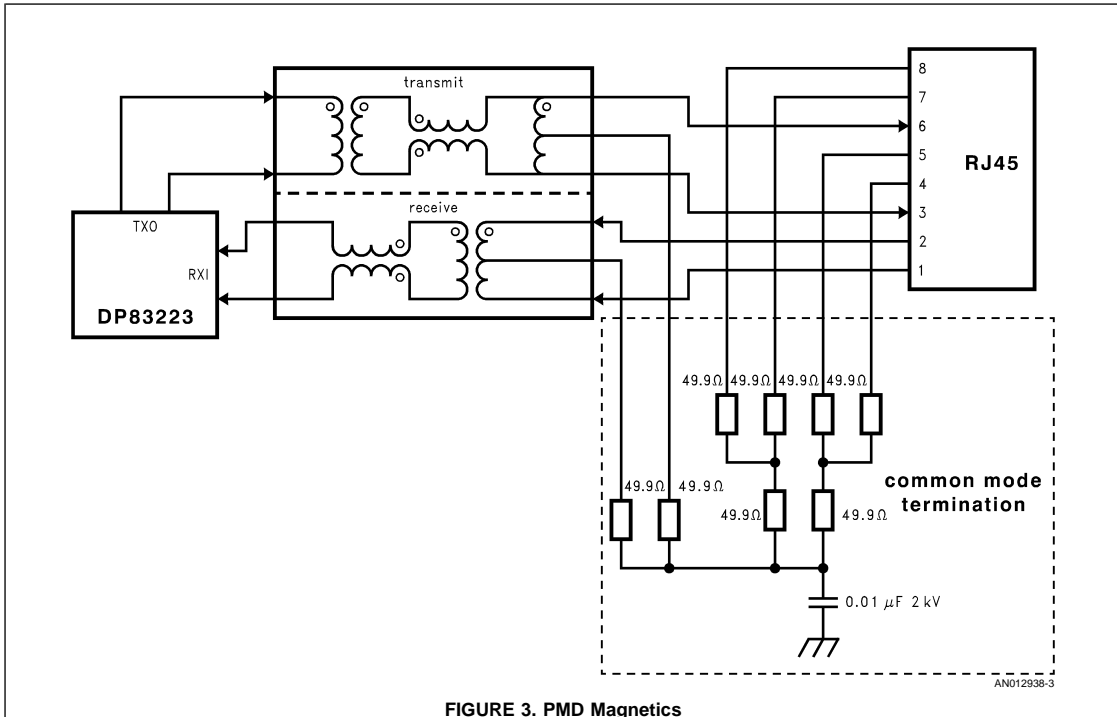 transmit
8
7
6
5
4
3
2
1
RJ45
receive
TXO
RXI
DP83223
49.9Ω 49.9Ω 49.9Ω 49.9Ω
common mode
termination
49.9Ω 49.9Ω
49.9Ω 49.9Ω
0.01 μF 2 kV
AN012938-3
FIGURE 3. PMD Magnetics